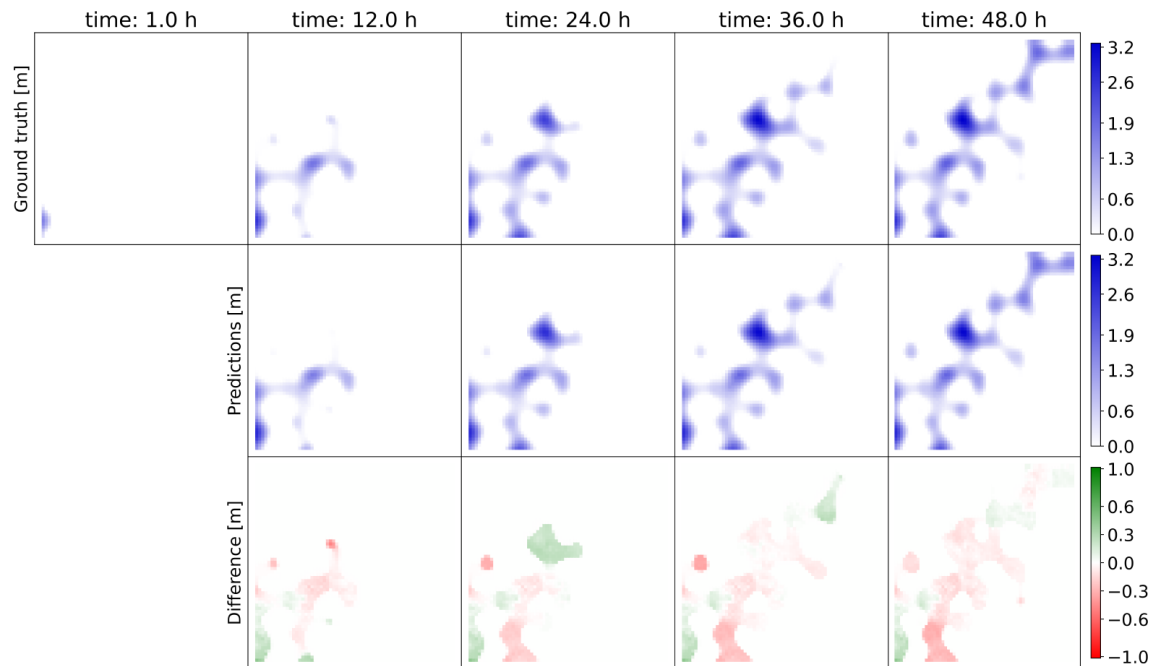 time: 1.0 h
time: 12.0 h
time: 24.0 h
time: 36.0 h
time: 48.0 h
Ground truth [m]
3.2
2.6
1.9
1.3
0.6
0.0
Predictions [m]
3.2
2.6
1.9
1.3
0.6
0.0
Difference [m]
1.0
0.6
0.3
0.0
−0.3
−0.6
−1.0